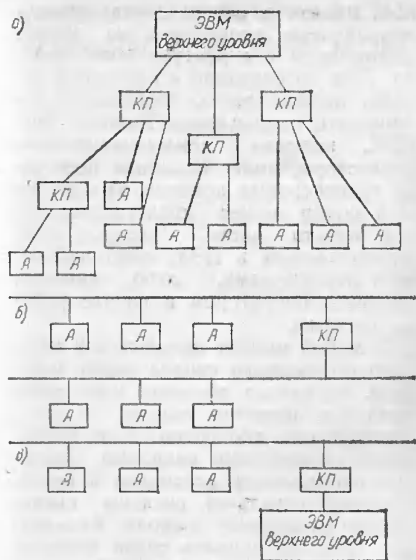 а)
ЭВМ
верхнего уровня
КП КП
КП
КП А
А А А А А А
А А
б)
А А А КП
А А А
в)
А А А КП
ЭВМ
верхнего уровня